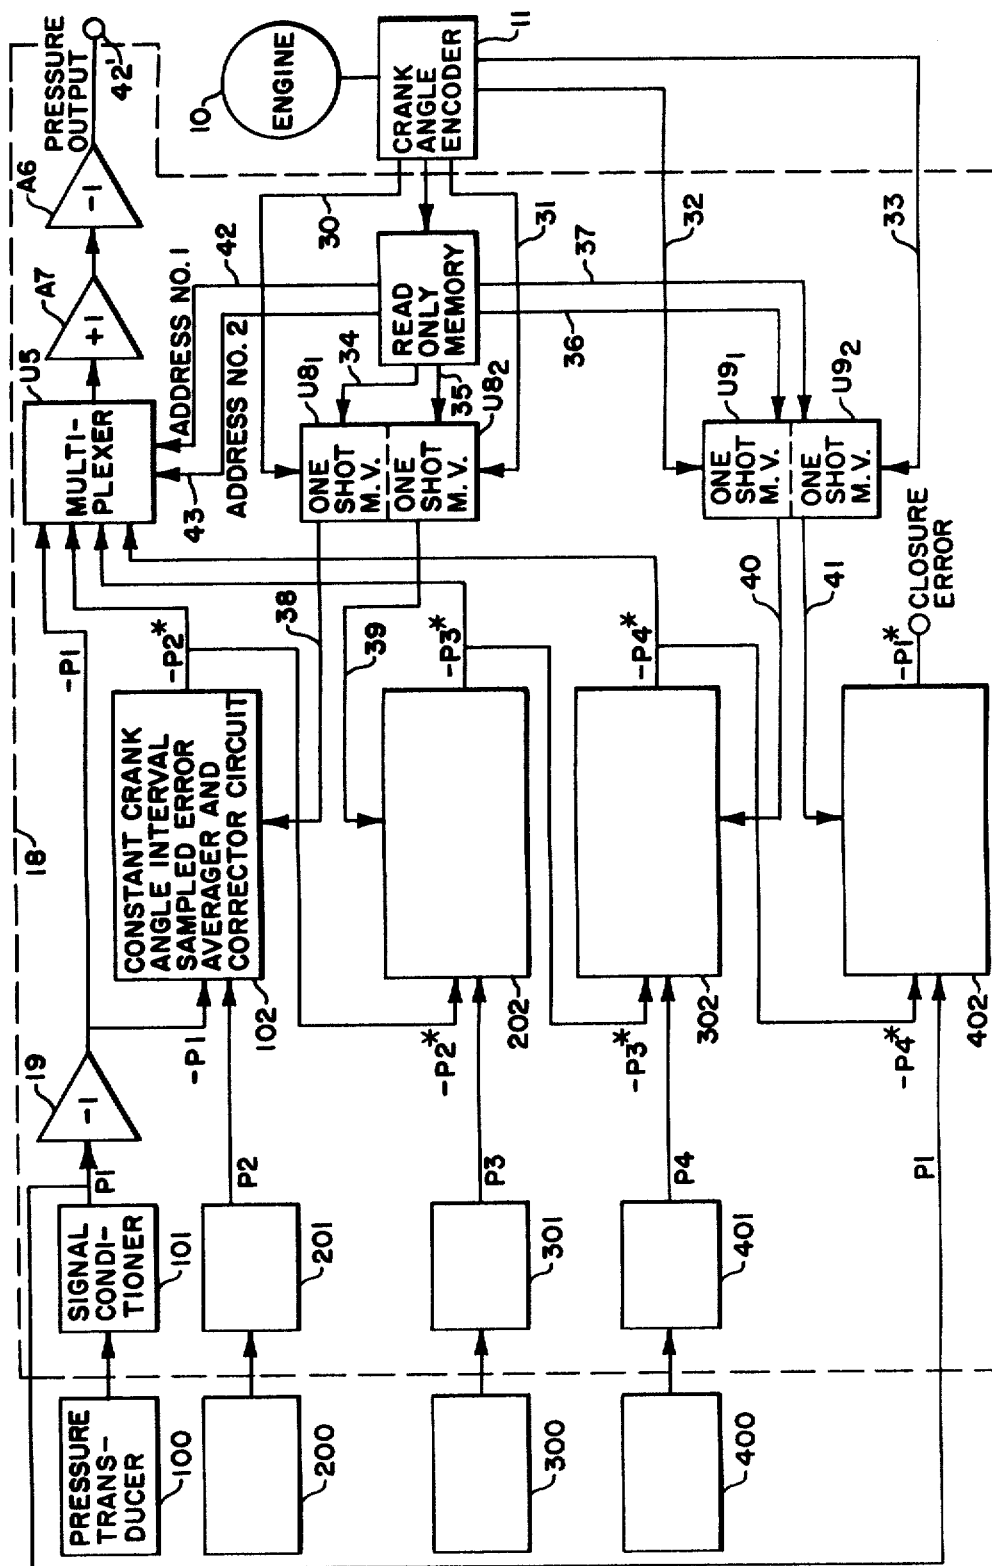 18
PRESSURE
TRANS-
DUCER
100
SIGNAL
CONDI-
TIONER
101
P1
-1
19
-P1
MULTI-
PLEXER
U5
+1
A7
-1
A6
PRESSURE
OUTPUT
42'
ADDRESS NO. 1
42
ADDRESS NO. 2
43
10
ENGINE
CRANK
ANGLE
ENCODER
11
200
201
P2
-P1
CONSTANT CRANK
ANGLE INTERVAL
SAMPLED ERROR
AVERAGER AND
CORRECTOR CIRCUIT
102
-P2*
38
39
ONE
SHOT
M.V.
U81
ONE
SHOT
M.V.
U82
34
35
READ
ONLY
MEMORY
30
31
36
37
32
33
300
301
P3
-P2*
202
-P3*
400
401
P4
-P3*
302
-P4*
40
41
ONE
SHOT
M.V.
U91
ONE
SHOT
M.V.
U92
P1
-P4*
402
-P1*
CLOSURE
ERROR